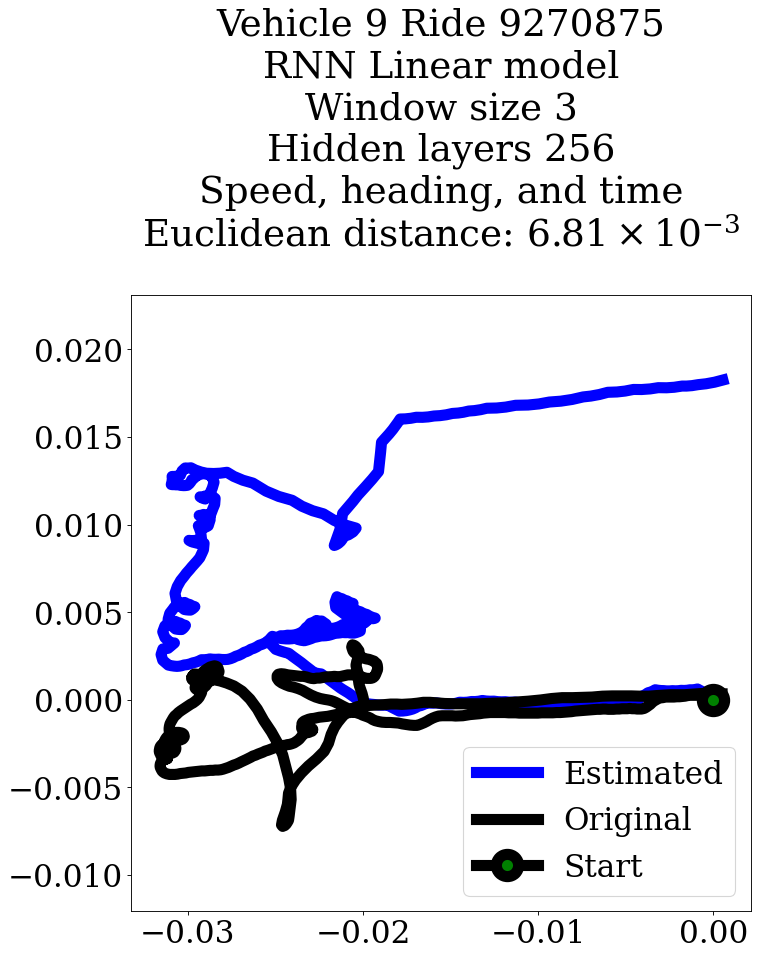 Vehicle 9 Ride 9270875
RNN Linear model
Window size 3
Hidden layers 256
Speed, heading, and time
Euclidean distance: 6.81 × 10⁻³
0.020
0.015
0.010
0.005
0.000
−0.005
−0.010
Estimated
Original
Start
−0.03 −0.02 −0.01 0.00